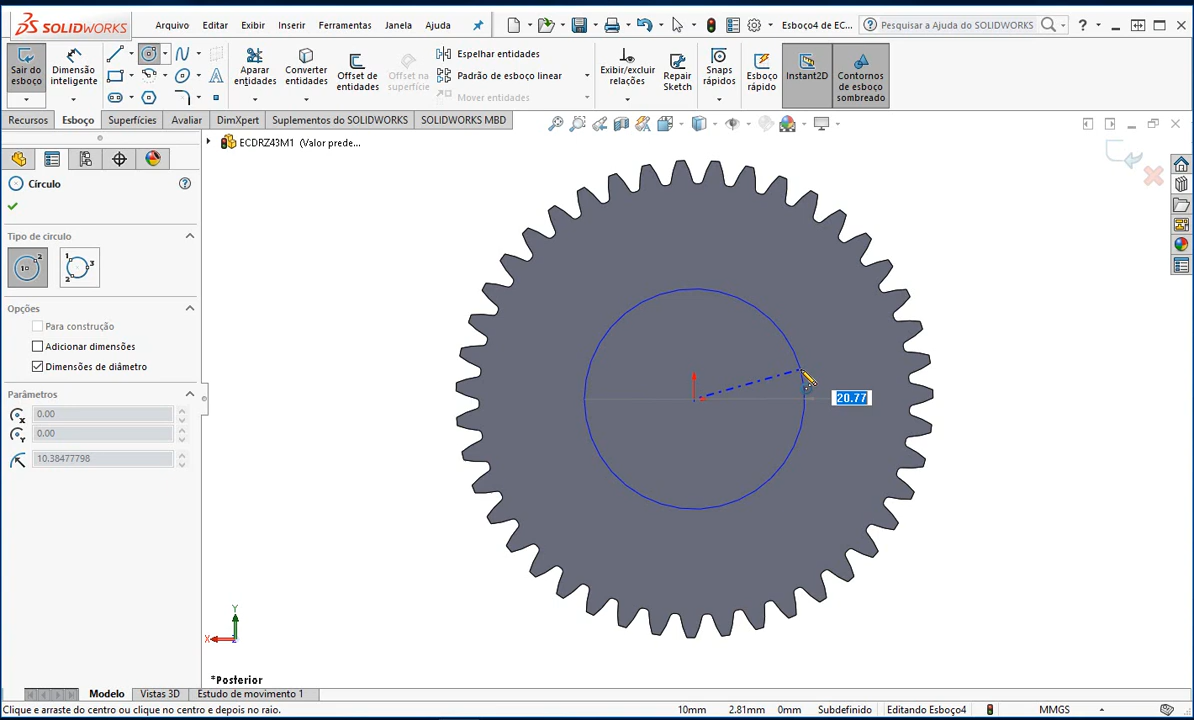 SOLIDWORKS
Arquivo Editar Exibir Inserir Ferramentas Janela Ajuda
Esboço4 de EC...
Pesquisar a Ajuda do SOLIDWORKS
Sair do esboço
Dimensão inteligente
Aparar entidades
Converter entidades
Offset de entidades
Offset na superfície
Espelhar entidades
Padrão de esboço linear
Mover entidades
Exibir/excluir relações
Repair Sketch
Snaps rápidos
Esboço rápido
Instant2D
Contornos de esboço sombreado
Recursos Esboço Superfícies Avaliar DimXpert Suplementos do SOLIDWORKS SOLIDWORKS MBD
ECDRZ43M1 (Valor prede...
Círculo
Tipo de círculo
Opções
Para construção
Adicionar dimensões
Dimensões de diâmetro
Parâmetros
0.00
0.00
10.38477798
20.77
Y
X
*Posterior
Modelo Vistas 3D Estudo de movimento 1
Clique e arraste do centro ou clique no centro e depois no raio.
10mm 2.81mm 0mm Subdefinido Editando Esboço4 MMGS